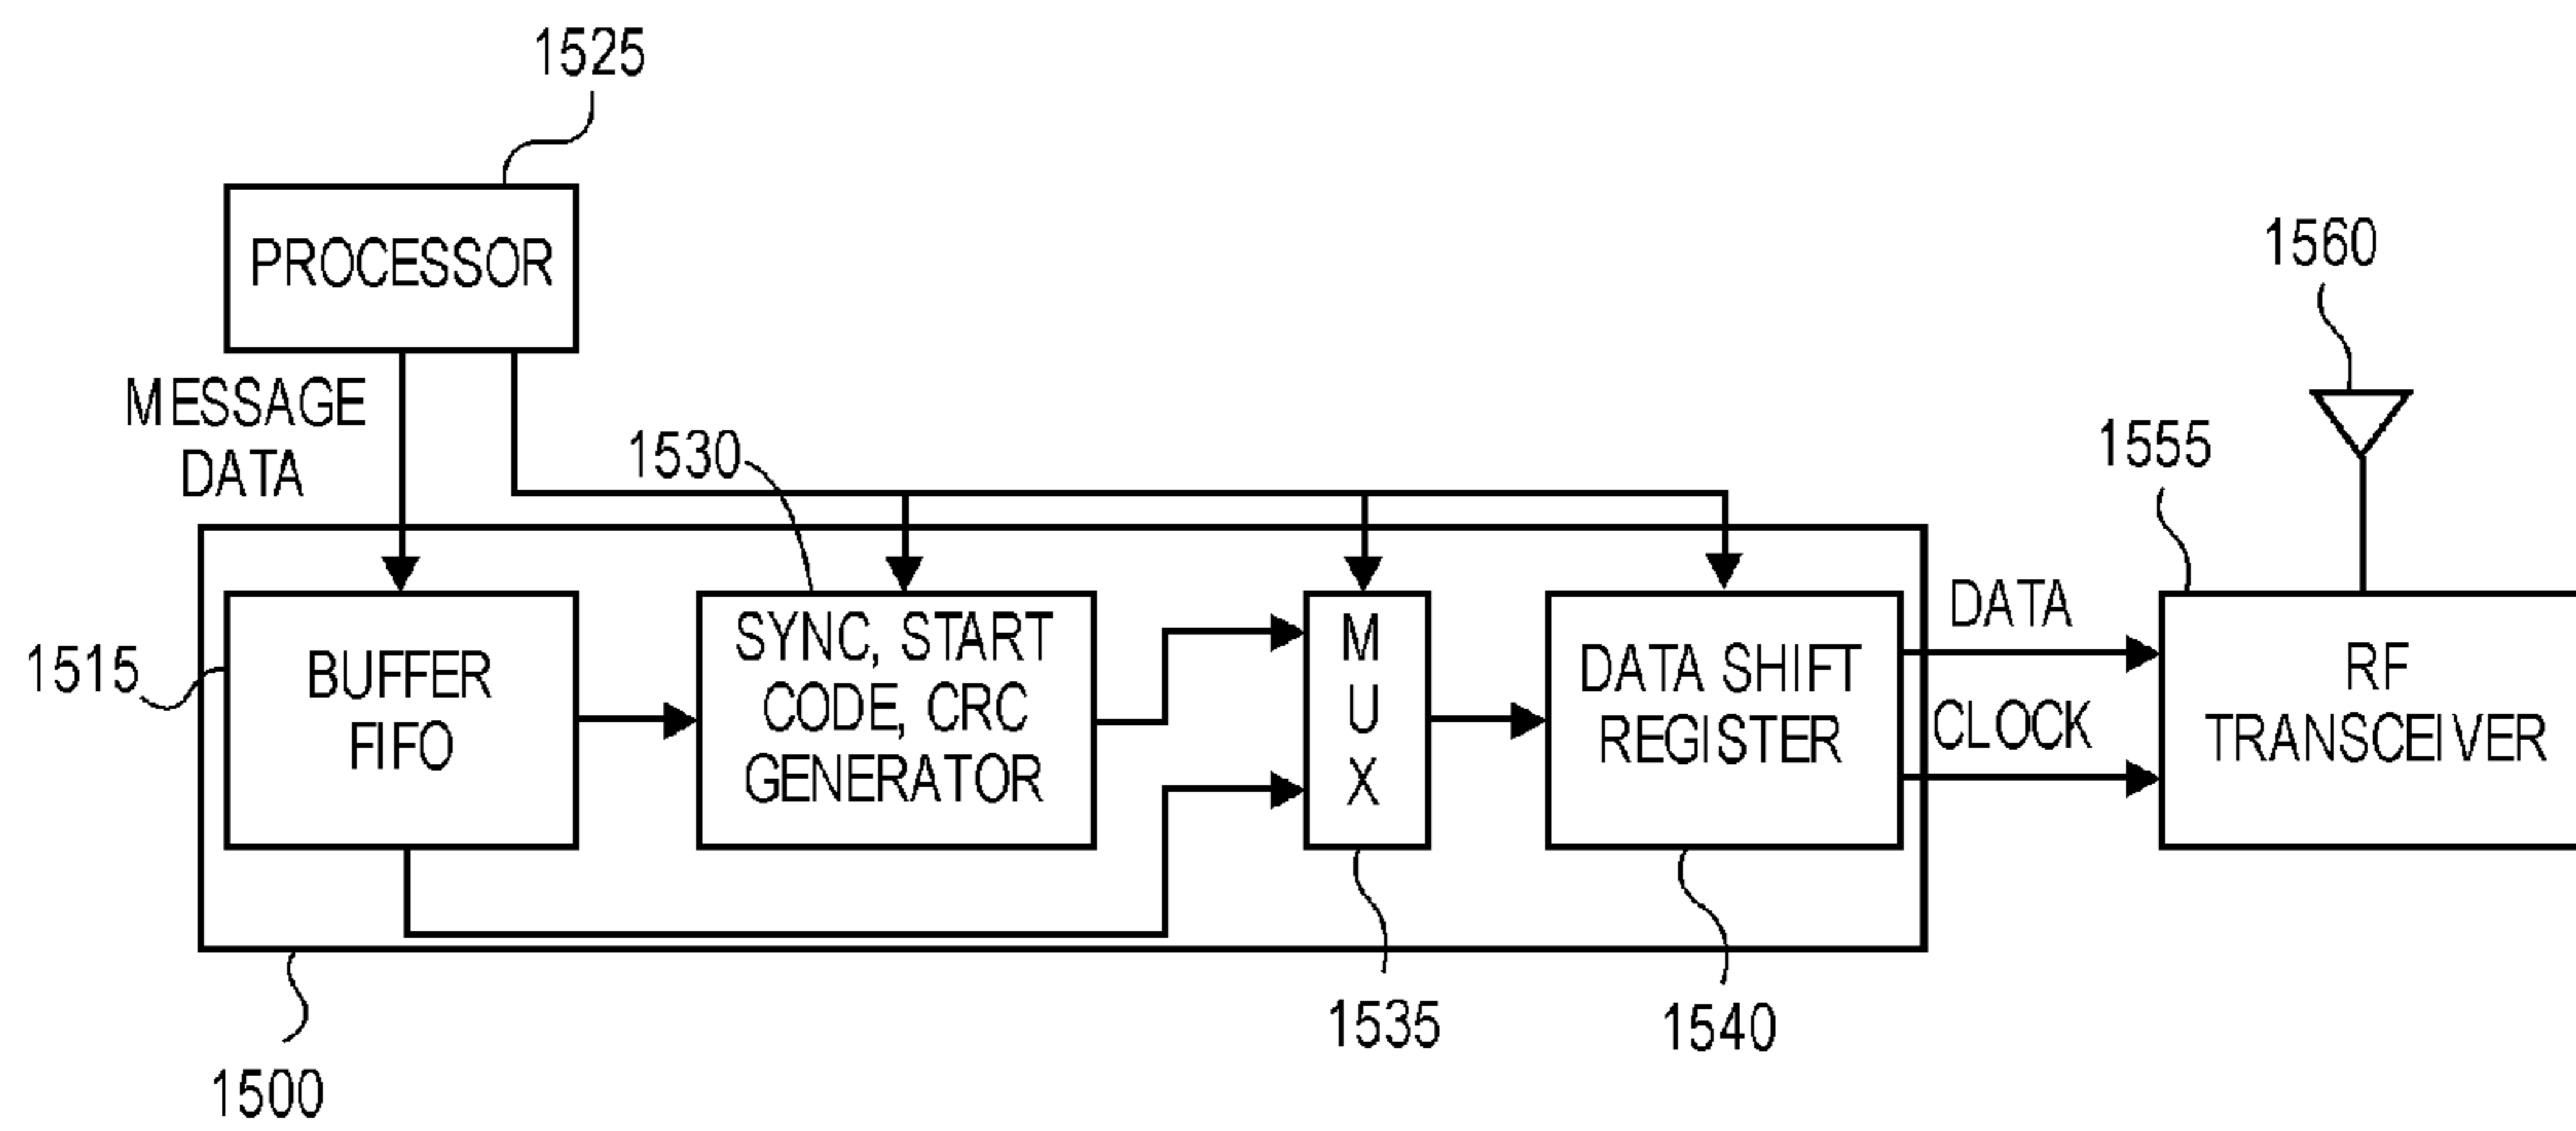 1525
PROCESSOR
1560
MESSAGE
DATA
1530
1555
1515
BUFFER
FIFO
SYNC, START
CODE, CRC
GENERATOR
M
U
X
DATA SHIFT
REGISTER
DATA
CLOCK
RF
TRANSCEIVER
1535
1540
1500